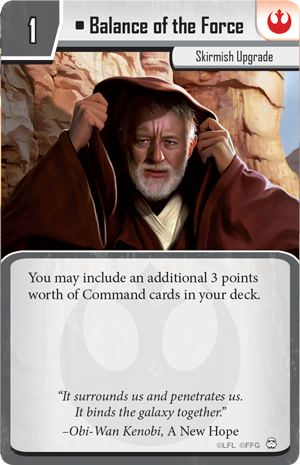 1
▪ Balance of the Force
Skirmish Upgrade
You may include an additional 3 points
worth of Command cards in your deck.
“It surrounds us and penetrates us.
It binds the galaxy together.”
–Obi-Wan Kenobi, A New Hope
©LFL ©FFG